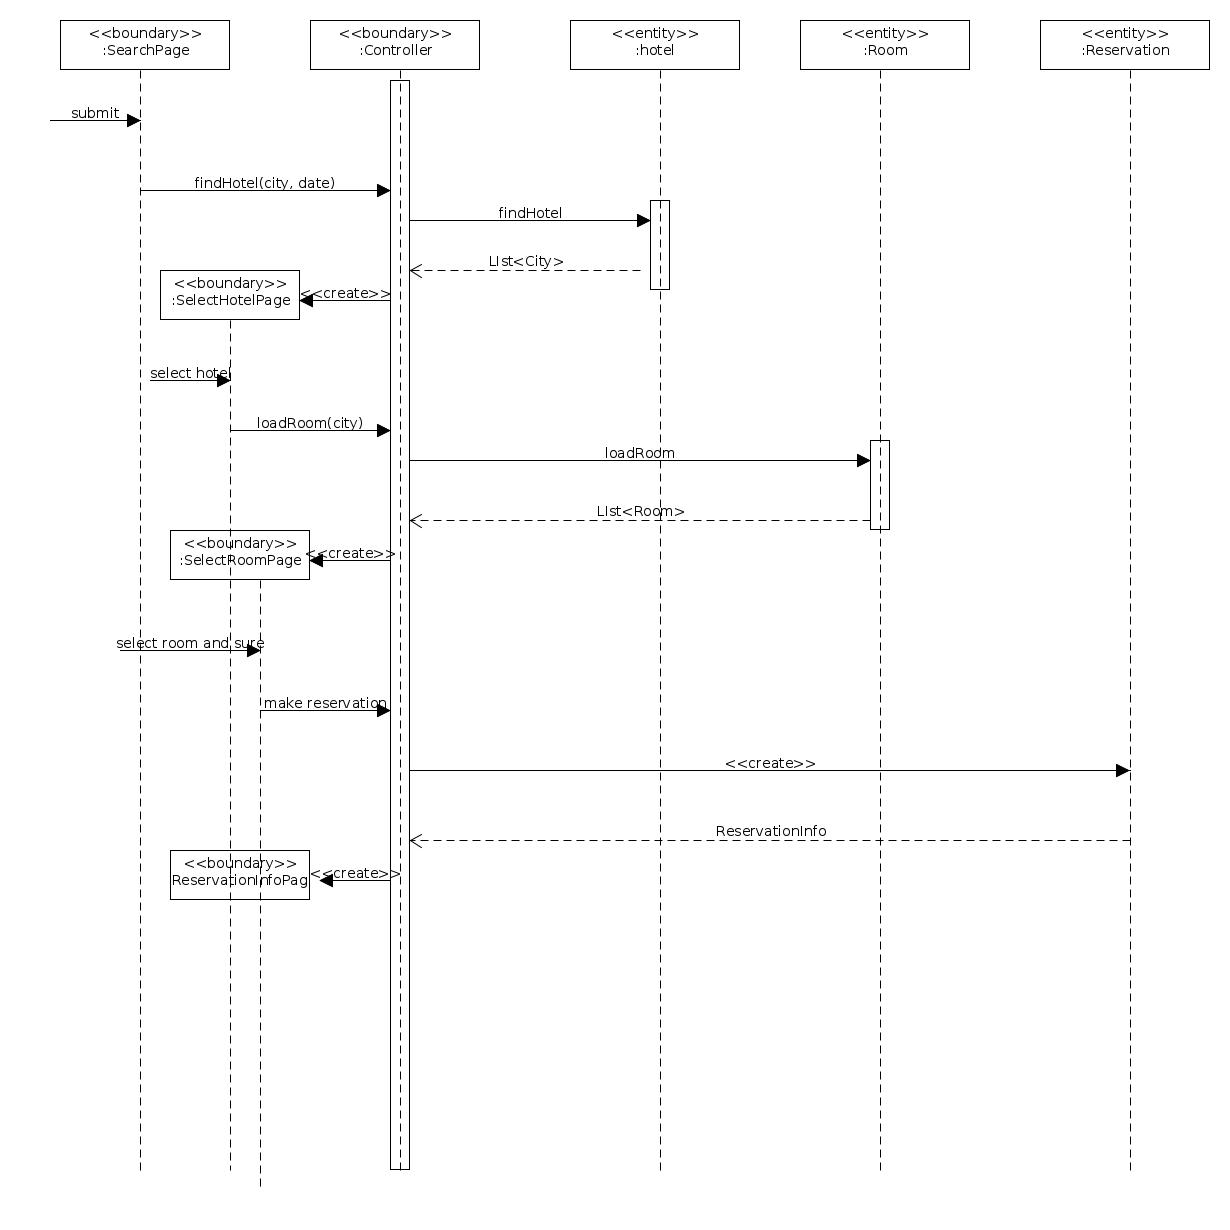 <<boundary>>
:SearchPage
<<boundary>>
:Controller
<<entity>>
:hotel
<<entity>>
:Room
<<entity>>
:Reservation
submit
findHotel(city, date)
findHotel
LIst<City>
<<boundary>>
:SelectHotelPage
<<create>>
select hotel
loadRoom(city)
loadRoom
LIst<Room>
<<boundary>>
:SelectRoomPage
<<create>>
select room and sure
make reservation
<<create>>
ReservationInfo
<<boundary>>
ReservationInfoPag
<<create>>